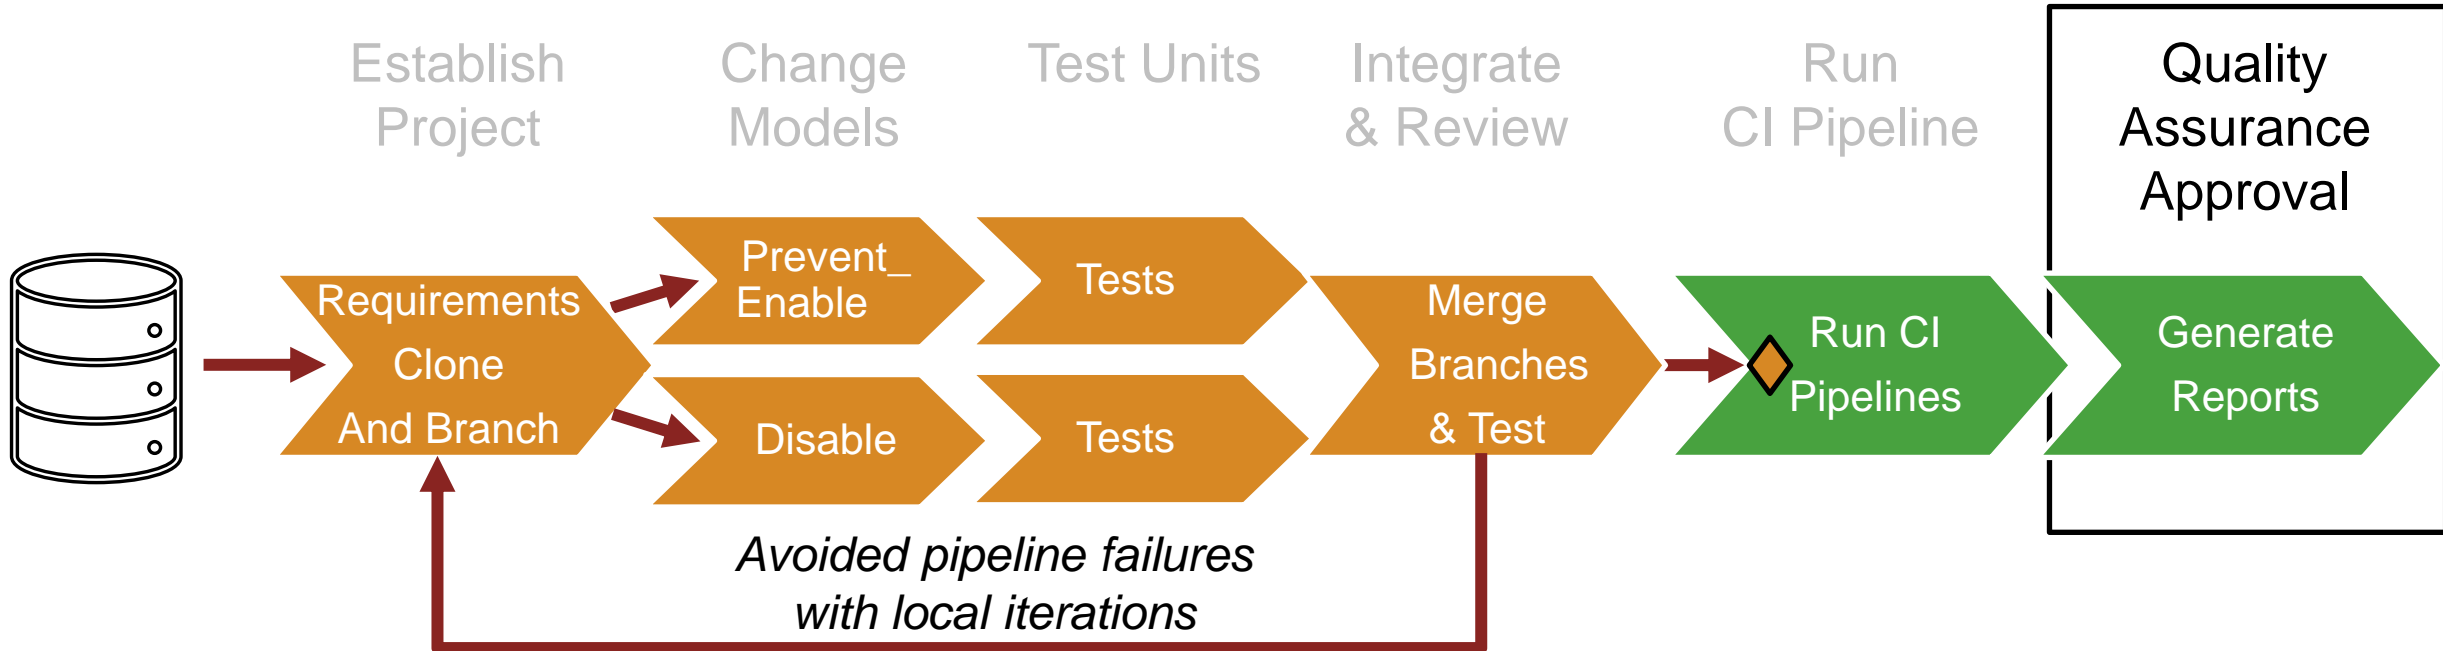 Establish
Project
Change
Models
Test Units
Integrate
& Review
Run
CI Pipeline
Quality
Assurance
Approval
Requirements
Clone
And Branch
Prevent_
Enable
Tests
Disable
Tests
Merge
Branches
& Test
Run CI
Pipelines
Generate
Reports
Avoided pipeline failures
with local iterations